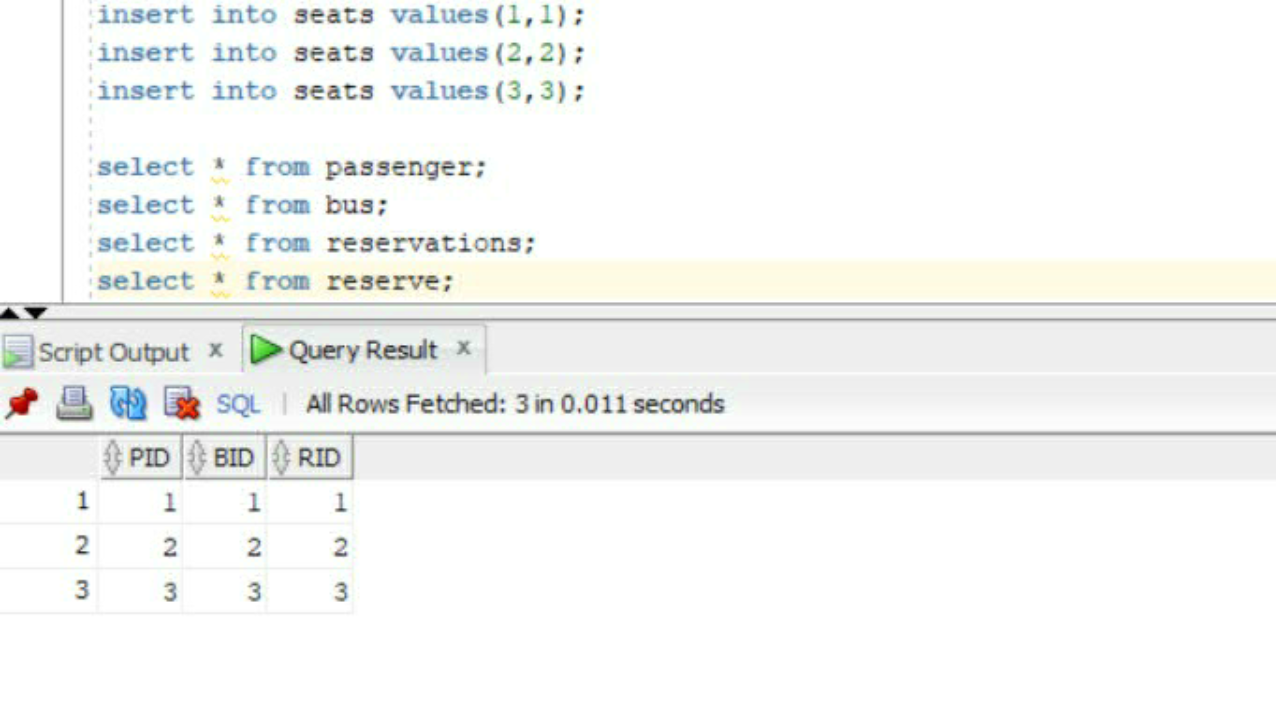 insert into seats values(1,1);
insert into seats values(2,2);
insert into seats values(3,3);
select * from passenger;
select * from bus;
select * from reservations;
select * from reserve;
Script Output x Query Result x
SQL | All Rows Fetched: 3 in 0.011 seconds
PID BID RID
1 1 1 1
2 2 2 2
3 3 3 3